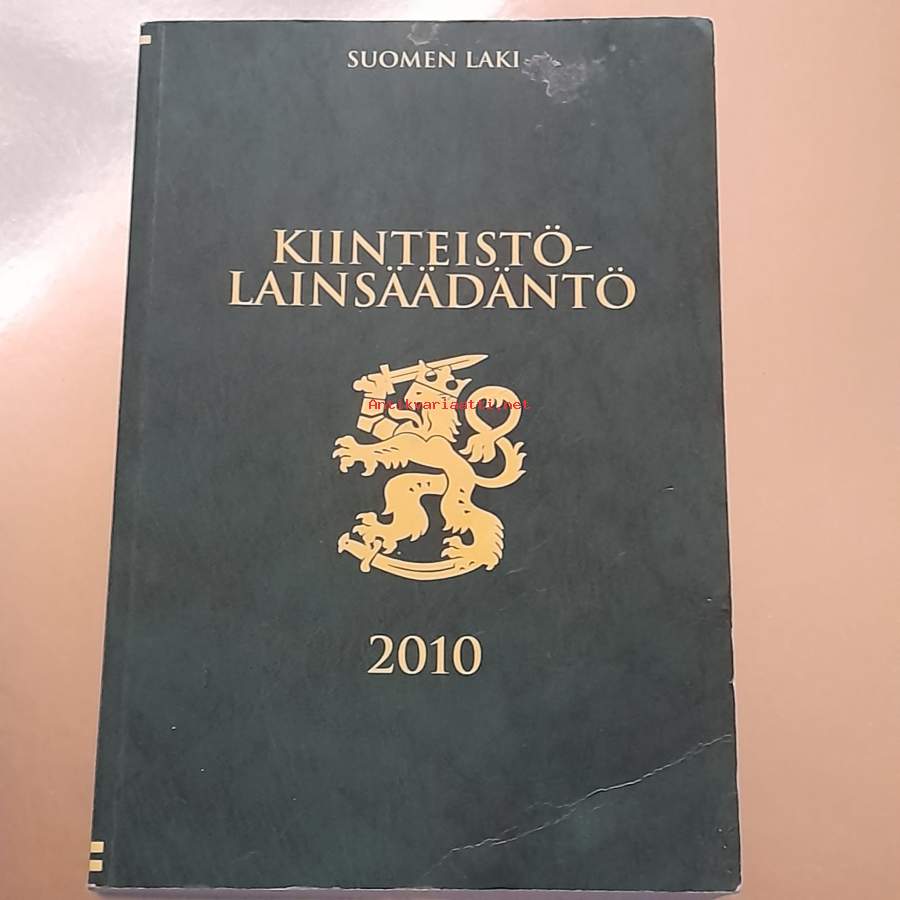 SUOMEN LAKI
KIINTEISTÖ-
LAINSÄÄDÄNTÖ
Antikvariaatti.net
2010